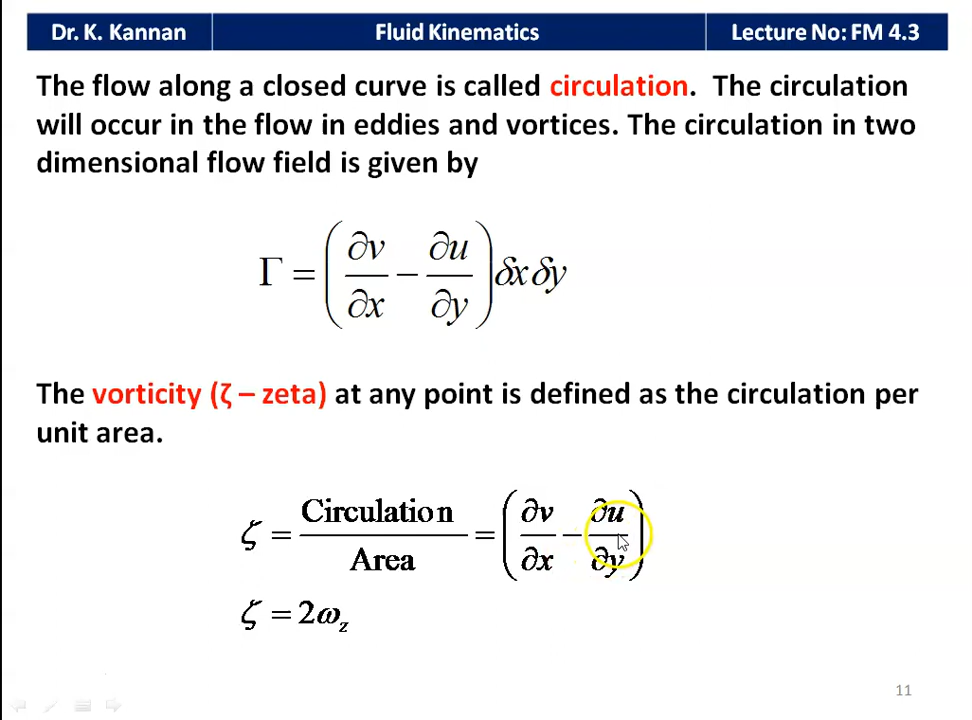 Dr. K. Kannan Fluid Kinematics Lecture No: FM 4.3
The flow along a closed curve is called circulation. The circulation
will occur in the flow in eddies and vortices. The circulation in two
dimensional flow field is given by
Γ = (∂v/∂x − ∂u/∂y) δx δy
The vorticity (ζ – zeta) at any point is defined as the circulation per
unit area.
ζ = Circulation/Area = (∂v/∂x − ∂u/∂y)
ζ = 2ω_z
11